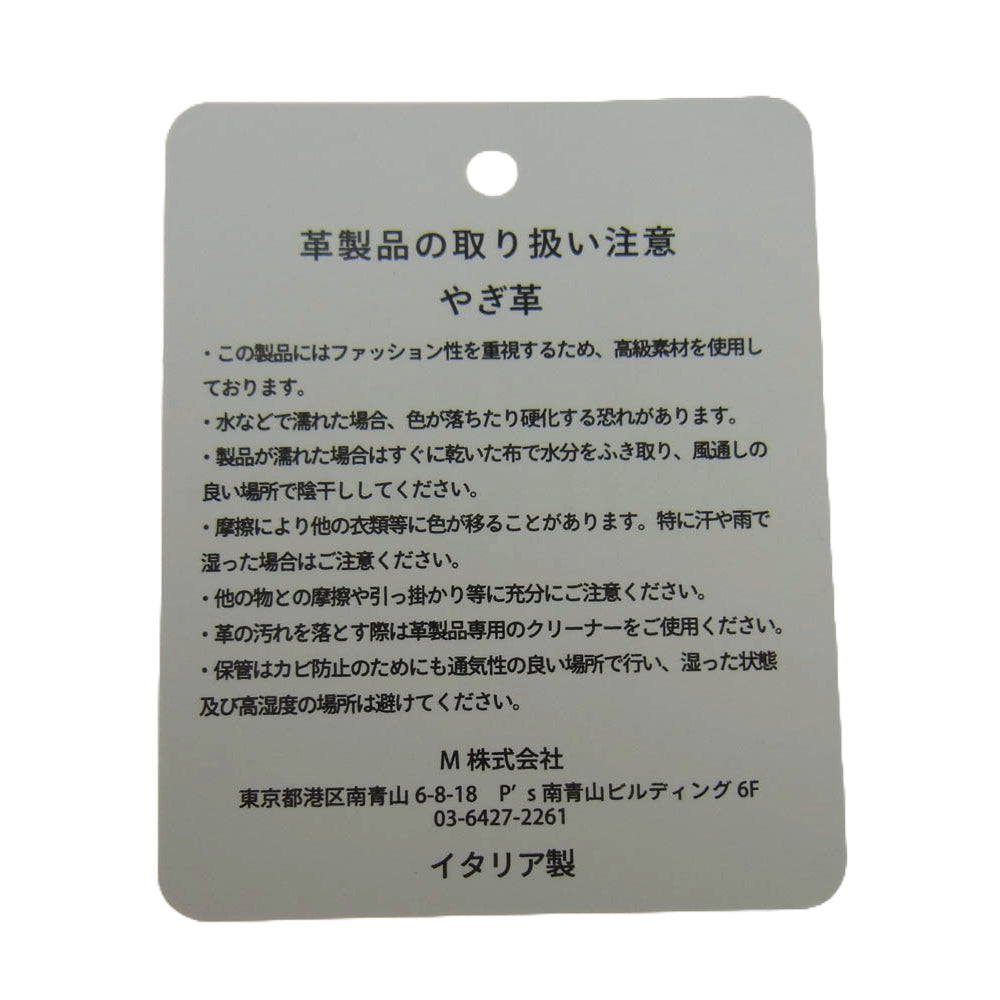 革製品の取り扱い注意
やぎ革
・この製品にはファッション性を重視するため、高級素材を使用し
ております。
・水などで濡れた場合、色が落ちたり硬化する恐れがあります。
・製品が濡れた場合はすぐに乾いた布で水分をふき取り、風通しの
良い場所で陰干ししてください。
・摩擦により他の衣類等に色が移ることがあります。特に汗や雨で
湿った場合はご注意ください。
・他の物との摩擦や引っ掛かり等に充分にご注意ください。
・革の汚れを落とす際は革製品専用のクリーナーをご使用ください。
・保管はカビ防止のためにも通気性の良い場所で行い、湿った状態
及び高湿度の場所は避けてください。
M 株式会社
東京都港区南青山 6-8-18　P’s 南青山ビルディング 6F
03-6427-2261
イタリア製